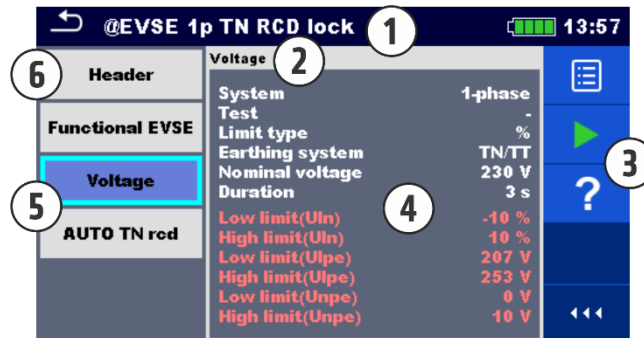 @EVSE 1p TN RCD lock 1 13:57
6 Header
Functional EVSE
5 Voltage
AUTO TN rcd
Voltage 2
System 1-phase
Test -
Limit type %
Earthing system TN/TT
Nominal voltage 230 V
Duration 3 s
4
Low limit(Uln) -10 %
High limit(Uln) 10 %
Low limit(Ulpe) 207 V
High limit(Ulpe) 253 V
Low limit(Unpe) 0 V
High limit(Unpe) 10 V
3
?